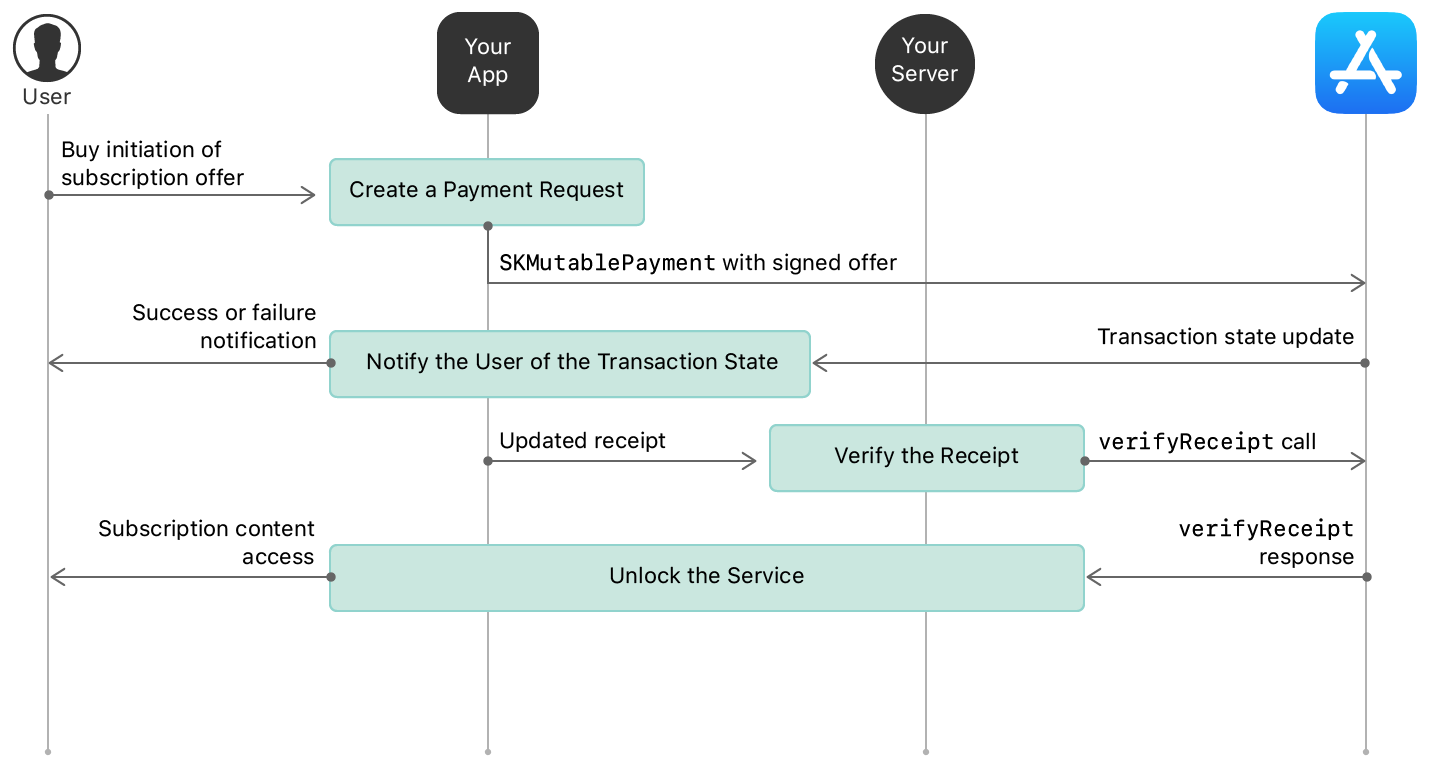 User
Your
App
Your
Server
Buy initiation of
subscription offer
Create a Payment Request
SKMutablePayment with signed offer
Success or failure
notification
Notify the User of the Transaction State
Transaction state update
Updated receipt
Verify the Receipt
verifyReceipt call
Subscription content
access
Unlock the Service
verifyReceipt
response